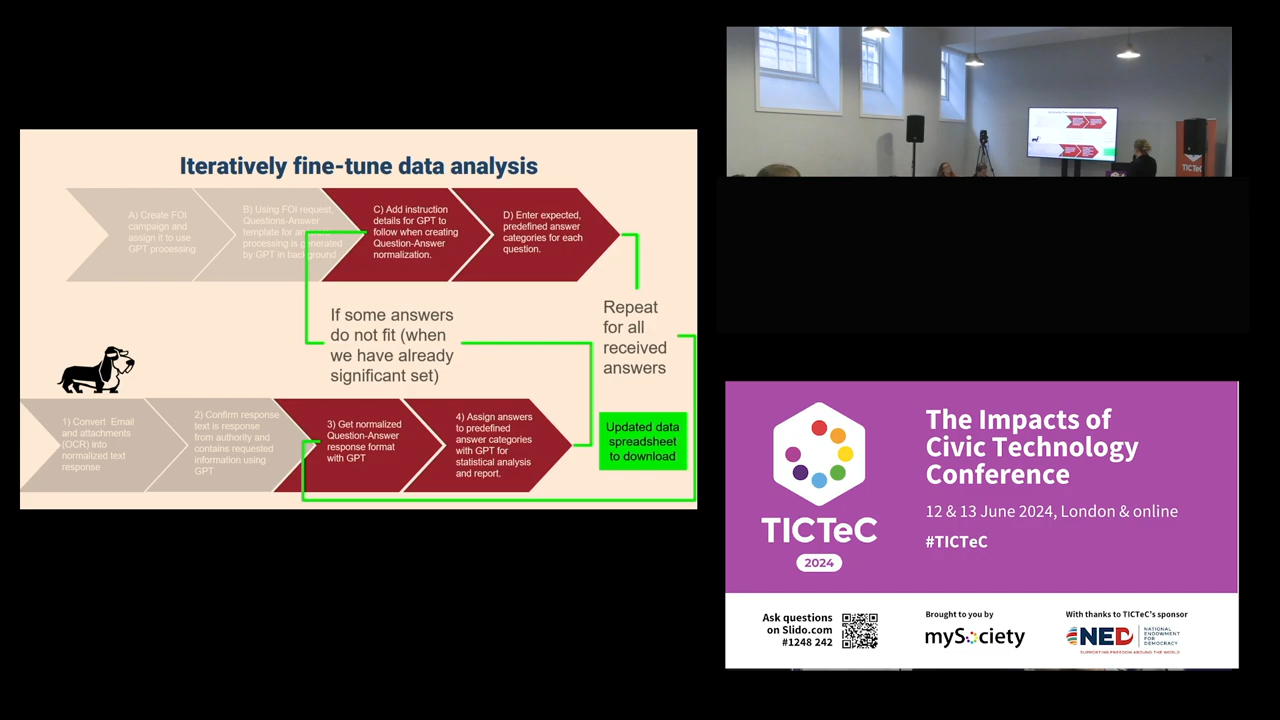 Iteratively fine-tune data analysis
A) Create FOI
campaign and
assign it to use
GPT processing
B) Using FOI request,
Questions-Answer
template for answers
processing is generated
by GPT in background
C) Add instruction
details for GPT to
follow when creating
Question-Answer
normalization.
D) Enter expected,
predefined answer
categories for each
question.
If some answers
do not fit (when
we have already
significant set)
Repeat
for all
received
answers
1) Convert Email
and attachments
(OCR) into
normalized text
response
2) Confirm response
text is response
from authority and
contains requested
information using
GPT
3) Get normalized
Question-Answer
response format
with GPT
4) Assign answers
to predefined
answer categories
with GPT for
statistical analysis
and report.
Updated data
spreadsheet
to download
TICTeC
TICTeC
2024
The Impacts of
Civic Technology
Conference
12 & 13 June 2024, London & online
#TICTeC
Ask questions
on Slido.com
#1248 242
Brought to you by
mySociety
With thanks to TICTeC's sponsor
NED
NATIONAL
ENDOWMENT
FOR
DEMOCRACY
SUPPORTING FREEDOM AROUND THE WORLD